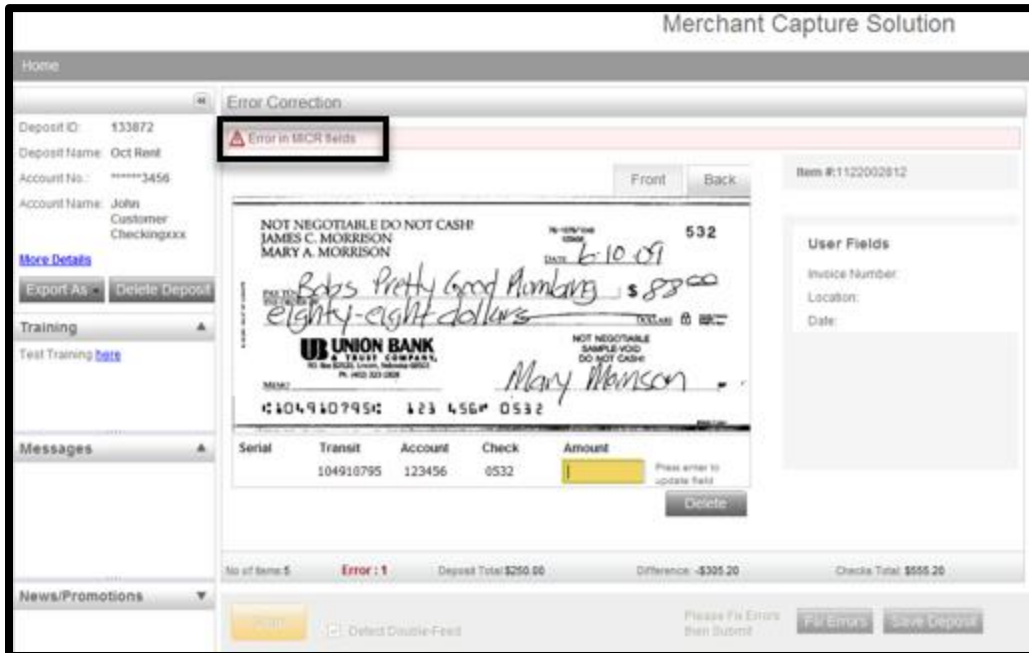 Merchant Capture Solution
Home
Error Correction
Deposit ID: 133872
Deposit Name: Oct Rent
Account No.: ******3456
Account Name: John
Customer
Checkingxxx
More Details
Export As
Delete Deposit
Training
Test Training here
Messages
News/Promotions
Error in MICR fields
Front Back
Item #:1122002812
NOT NEGOTIABLE DO NOT CASH!
JAMES C. MORRISON
MARY A. MORRISON
532
DATE 6-10-09
Bobs Pretty Good Plumbing $ 88 00
eighty-eight dollars DOLLARS
UB UNION BANK
& TRUST COMPANY,
NOT NEGOTIABLE
SAMPLE-VOID
DO NOT CASH!
MEMO Mary Morrison
⑆104910795⑆ 123 456⑈ 0532
Serial Transit Account Check Amount
104910795 123456 0532
Press enter to
update field
Delete
User Fields
Invoice Number:
Location:
Date:
No of Items: 5 Error : 1 Deposit Total: $250.00 Difference: -$305.20 Checks Total: $555.20
Scan
Detect Double-Feed
Please Fix Errors
then Submit
Fix Errors
Save Deposit